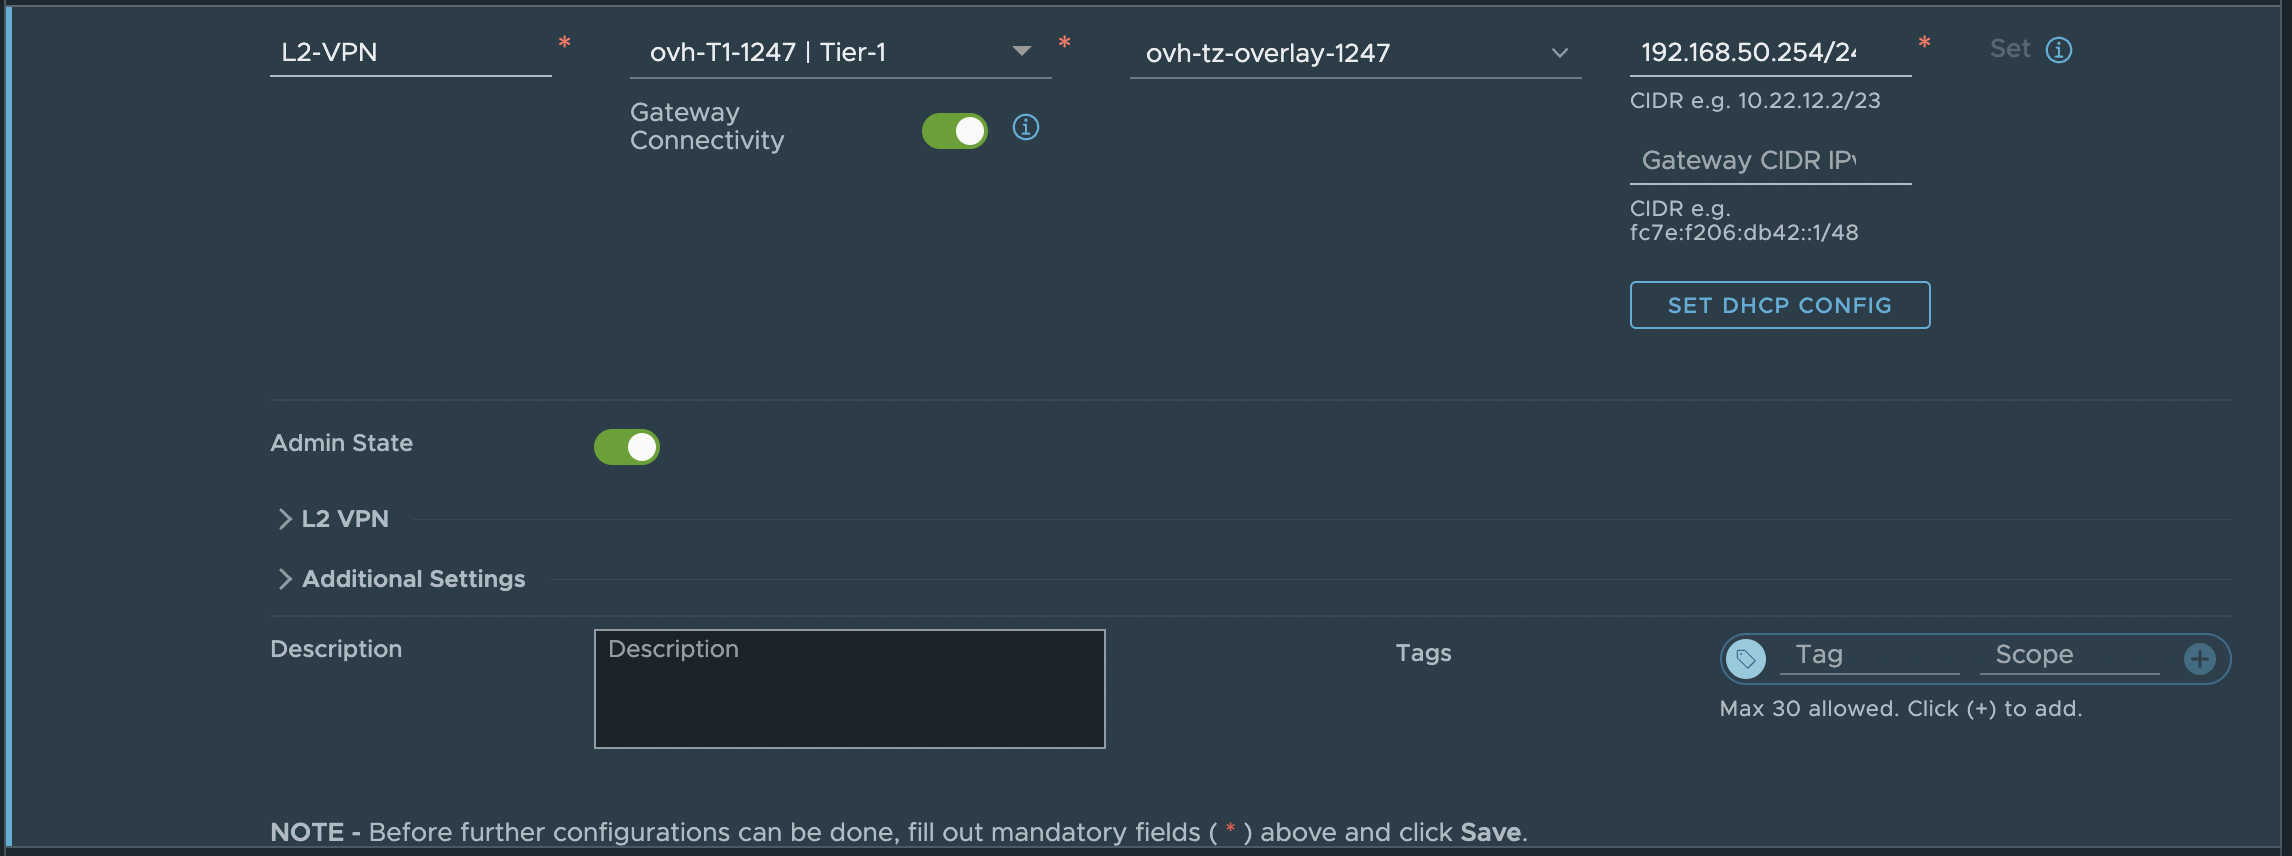 L2-VPN *
ovh-T1-1247 | Tier-1 *
ovh-tz-overlay-1247
192.168.50.254/24 *
Set
CIDR e.g. 10.22.12.2/23
Gateway
Connectivity
Gateway CIDR IPv
CIDR e.g.
fc7e:f206:db42::1/48
SET DHCP CONFIG
Admin State
L2 VPN
Additional Settings
Description
Description
Tags
Tag
Scope
Max 30 allowed. Click (+) to add.
NOTE - Before further configurations can be done, fill out mandatory fields ( * ) above and click Save.